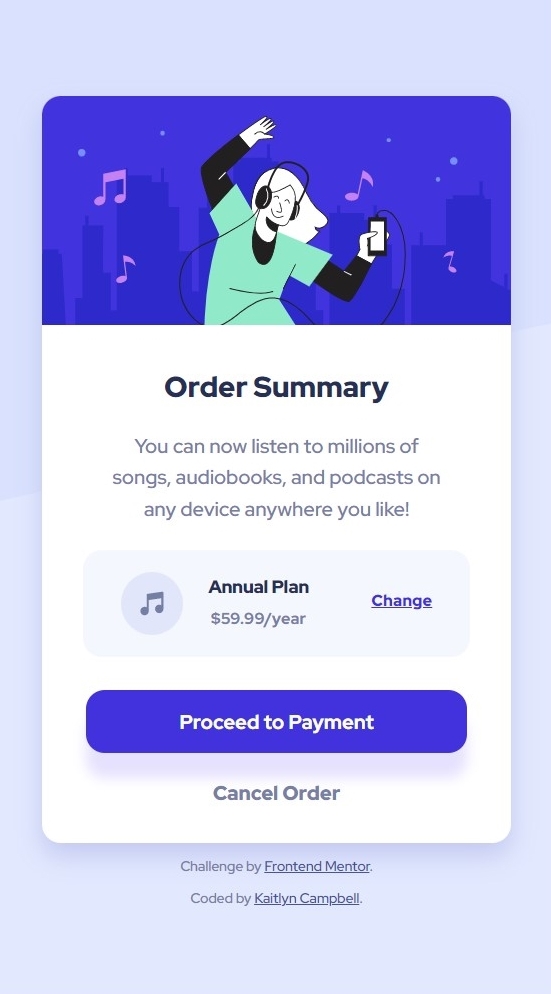 Order Summary
You can now listen to millions of
songs, audiobooks, and podcasts on
any device anywhere you like!
Annual Plan
$59.99/year
Change
Proceed to Payment
Cancel Order
Challenge by Frontend Mentor.
Coded by Kaitlyn Campbell.